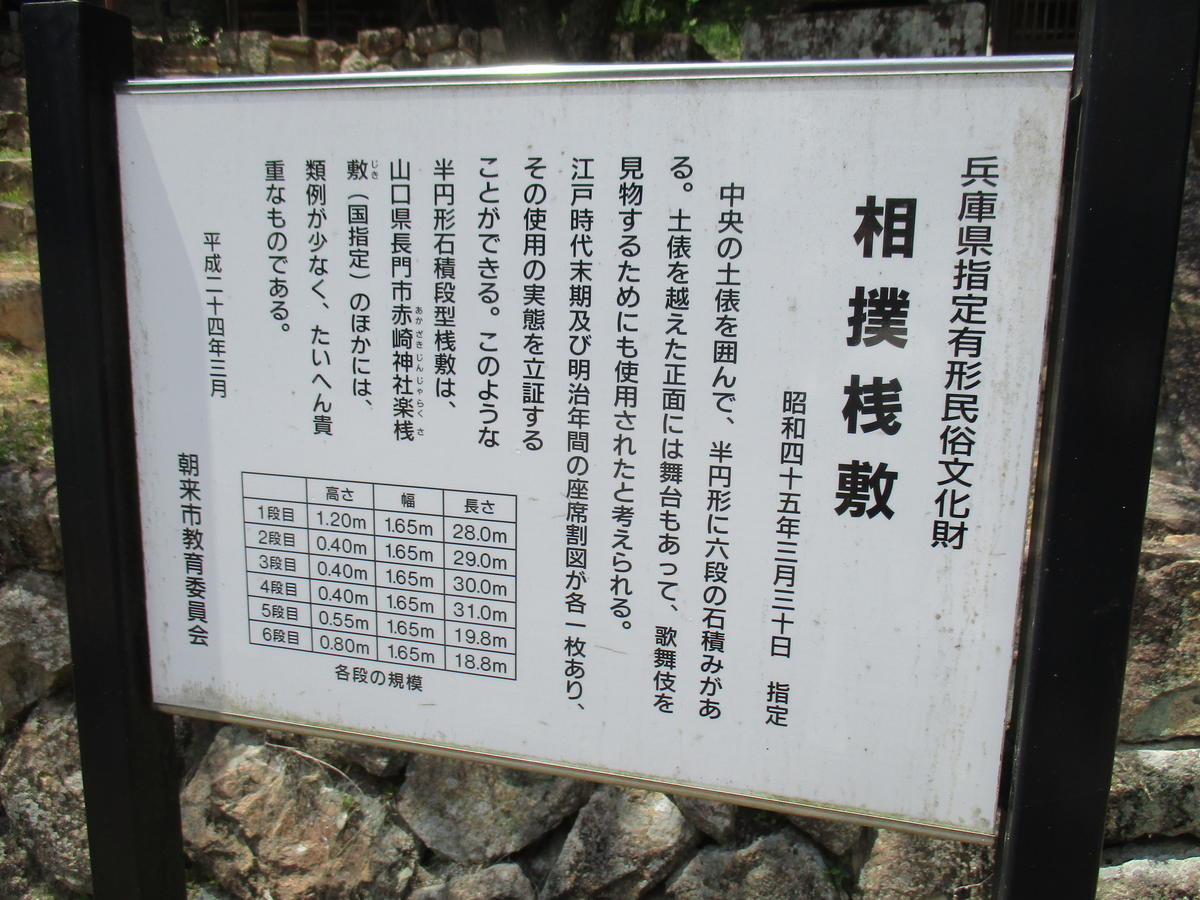 兵庫県指定有形民俗文化財
相撲桟敷
昭和四十五年三月三十日　指定
中央の土俵を囲んで、半円形に六段の石積みがあ
る。土俵を越えた正面には舞台もあって、歌舞伎を
見物するためにも使用されたと考えられる。
江戸時代末期及び明治年間の座席割図が各一枚あり、
その使用の実態を立証する
ことができる。このような
半円形石積段型桟敷は、
山口県長門市赤崎神社楽桟
あかざきじんじゃらくさ
敷（国指定）のほかには、
じき
類例が少なく、たいへん貴
重なものである。
平成二十四年三月
朝来市教育委員会
高さ 幅 長さ
1段目 1.20m 1.65m 28.0m
2段目 0.40m 1.65m 29.0m
3段目 0.40m 1.65m 30.0m
4段目 0.40m 1.65m 31.0m
5段目 0.55m 1.65m 19.8m
6段目 0.80m 1.65m 18.8m
各段の規模